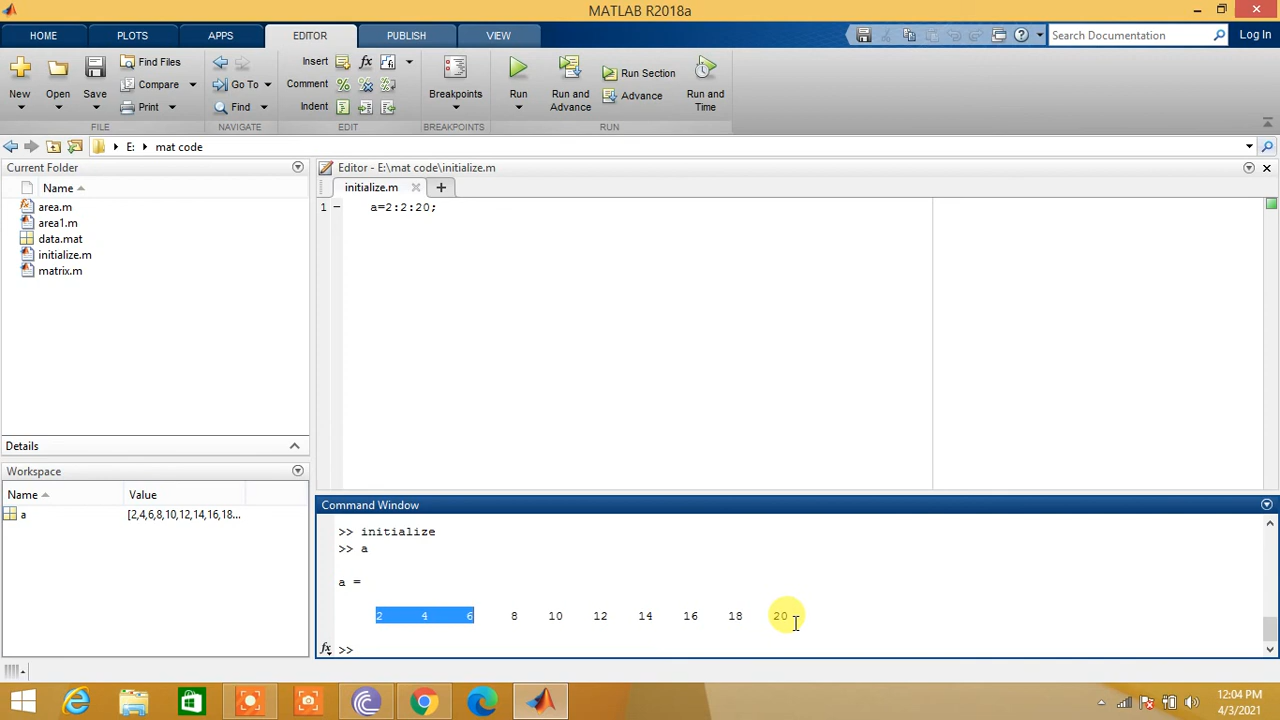 MATLAB R2018a
HOME PLOTS APPS EDITOR PUBLISH VIEW Search Documentation Log In
New Open Save Find Files Compare Print Go To Find Insert Comment Indent fx Breakpoints Run Run and Advance Run Section Advance Run and Time
FILE NAVIGATE EDIT BREAKPOINTS RUN
E: mat code
Current Folder
Name
area.m
area1.m
data.mat
initialize.m
matrix.m
Details
Workspace
Name Value
a [2,4,6,8,10,12,14,16,18...
Editor - E:\mat code\initialize.m
initialize.m
1 – a=2:2:20;
Command Window
>> initialize
>> a
a =
2 4 6 8 10 12 14 16 18 20
fx >>
12:04 PM
4/3/2021